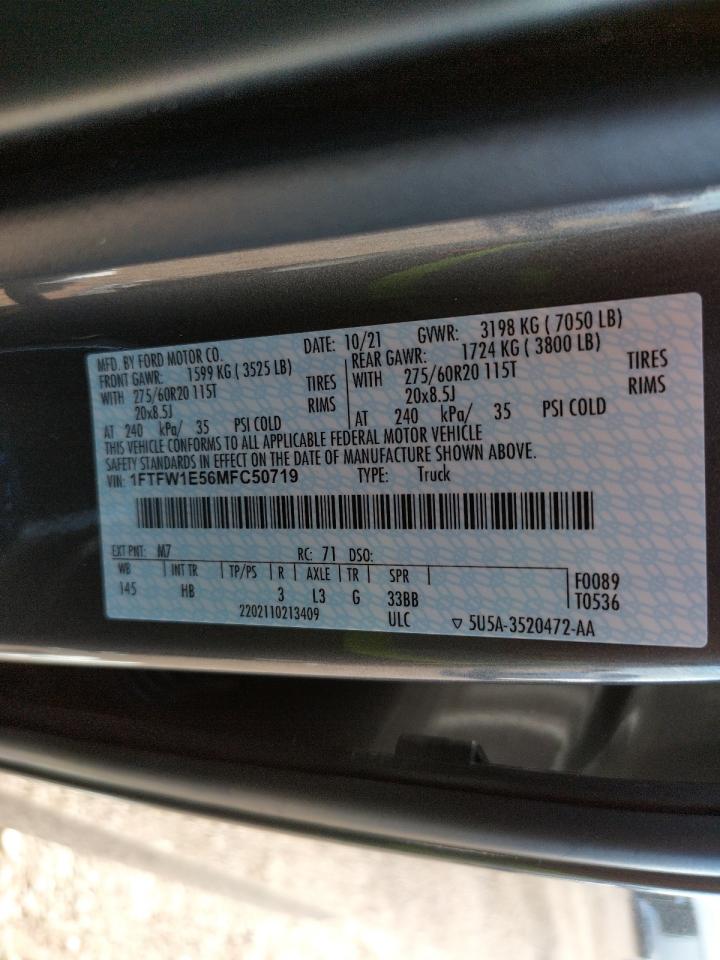 MFD. BY FORD MOTOR CO. DATE: 10/21 GVWR: 3198 KG ( 7050 LB)
FRONT GAWR: 1599 KG ( 3525 LB) REAR GAWR: 1724 KG ( 3800 LB)
WITH 275/60R20 115T TIRES WITH 275/60R20 115T TIRES
20x8.5J RIMS 20x8.5J RIMS
AT 240 kPa/ 35 PSI COLD AT 240 kPa/ 35 PSI COLD
THIS VEHICLE CONFORMS TO ALL APPLICABLE FEDERAL MOTOR VEHICLE
SAFETY STANDARDS IN EFFECT ON THE DATE OF MANUFACTURE SHOWN ABOVE.
VIN: 1FTFW1E56MFC50719 TYPE: Truck
EXT PNT: M7 RC: 71 DSO:
WB INT TR TP/PS R AXLE TR SPR F0089
145 HB 3 L3 G 33BB T0536
2202110213409 ULC ▽ 5U5A-3520472-AA